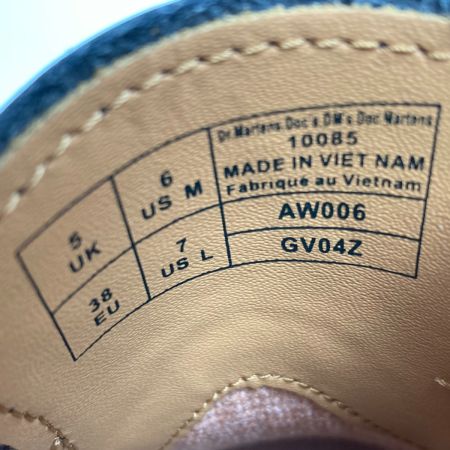 Dr.Martens.Doc's.DM's.Doc.Martens
10085
MADE IN VIET NAM
Fabriqué au Vietnam
AW006
GV04Z
6
US M
7
US L
5
UK
38
EU